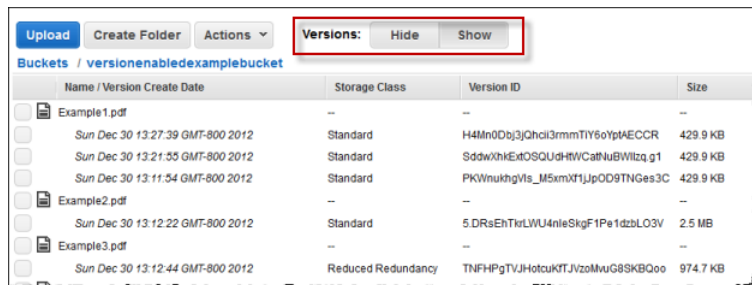 Upload Create Folder Actions Versions: Hide Show
Buckets / versionenabledexamplebucket
Name / Version Create Date Storage Class Version ID Size
Example1.pdf -- -- --
Sun Dec 30 13:27:39 GMT-800 2012 Standard H4Mn0Dbj3jQhcii3rmmTiY6oYptAECCR 429.9 KB
Sun Dec 30 13:21:55 GMT-800 2012 Standard SddwXhkExtOSQUdHtWCatNuBWIlzq.g1 429.9 KB
Sun Dec 30 13:11:54 GMT-800 2012 Standard PKWnukhgVIs_M5xmXf1jJpOD9TNGes3C 429.9 KB
Example2.pdf -- -- --
Sun Dec 30 13:12:22 GMT-800 2012 Standard 5.DRsEhTkrLWU4nIeSkgF1Pe1dzbLO3V 2.5 MB
Example3.pdf -- -- --
Sun Dec 30 13:12:44 GMT-800 2012 Reduced Redundancy TNFHPgTVJHotcuKfTJVzoMvuG8SKBQoo 974.7 KB